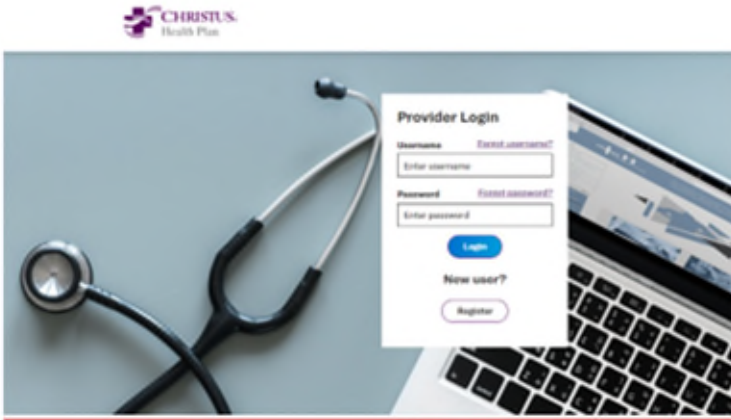 CHRISTUS.
Health Plan
Provider Login
Username Forgot username?
Enter username
Password Forgot password?
Enter password
Login
New user?
Register